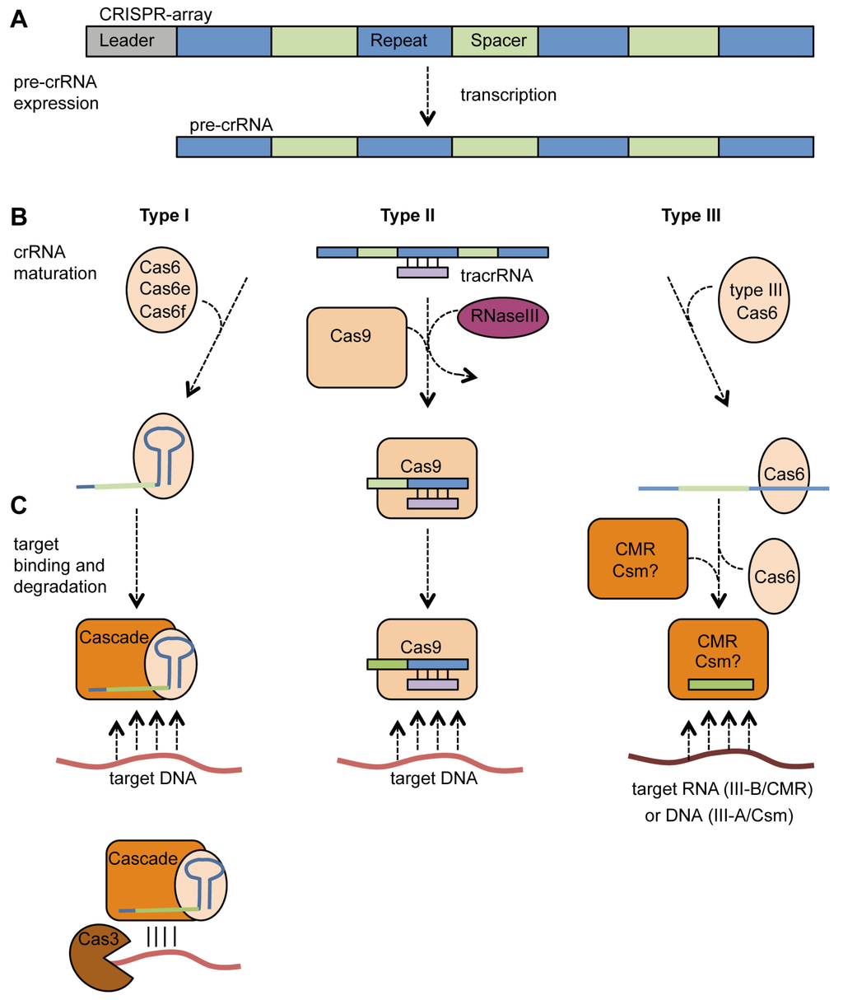 A
CRISPR-array
Leader
Repeat
Spacer
pre-crRNA
expression
transcription
pre-crRNA
B
Type I
Type II
Type III
crRNA
maturation
Cas6
Cas6e
Cas6f
tracrRNA
Cas9
RNaseIII
type III
Cas6
Cas9
Cas6
C
target
binding and
degradation
CMR
Csm?
Cas6
Cascade
Cas9
CMR
Csm?
target DNA
target DNA
target RNA (III-B/CMR)
or DNA (III-A/Csm)
Cascade
Cas3